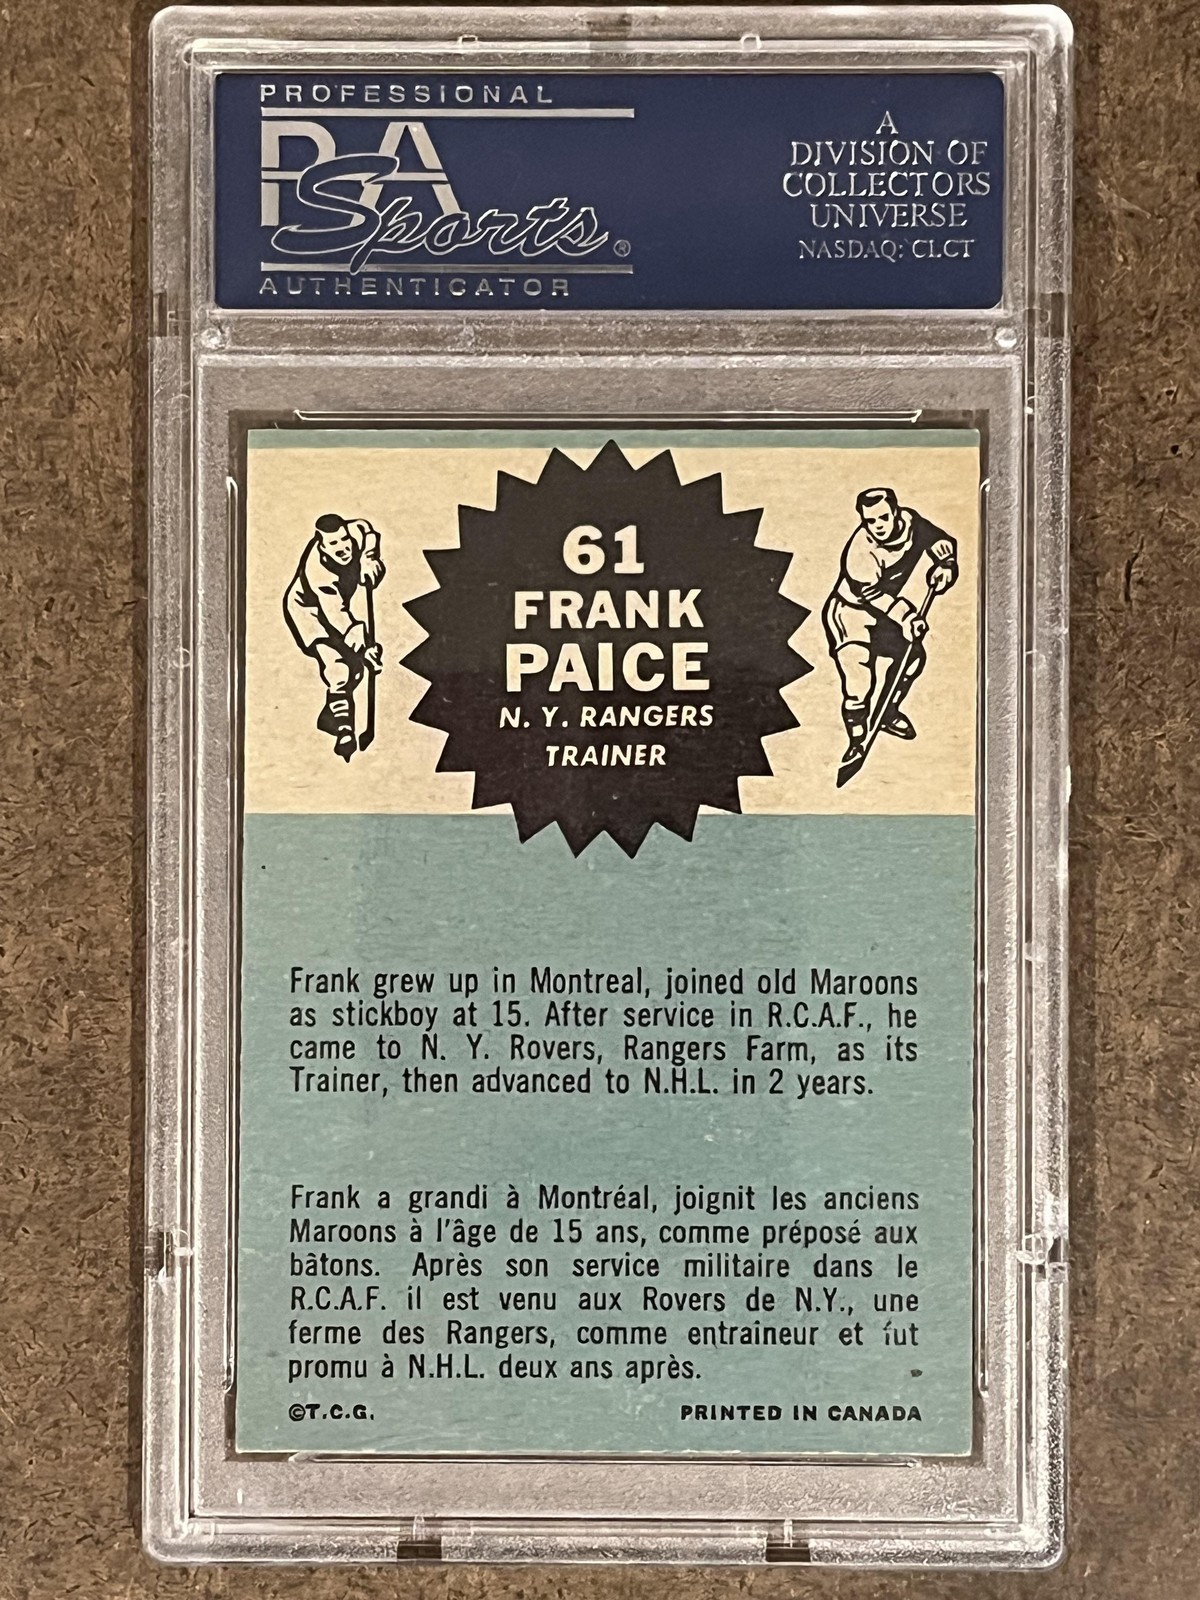 PROFESSIONAL
PSA
Sports®
AUTHENTICATOR
A
DIVISION OF
COLLECTORS
UNIVERSE
NASDAQ: CLCT
61
FRANK
PAICE
N. Y. RANGERS
TRAINER
Frank grew up in Montreal, joined old Maroons
as stickboy at 15. After service in R.C.A.F., he
came to N. Y. Rovers, Rangers Farm, as its
Trainer, then advanced to N.H.L. in 2 years.
Frank a grandi à Montréal, joignit les anciens
Maroons à l'âge de 15 ans, comme préposé aux
bâtons. Après son service militaire dans le
R.C.A.F. il est venu aux Rovers de N.Y., une
ferme des Rangers, comme entraineur et fut
promu à N.H.L. deux ans après.
©T.C.G.
PRINTED IN CANADA